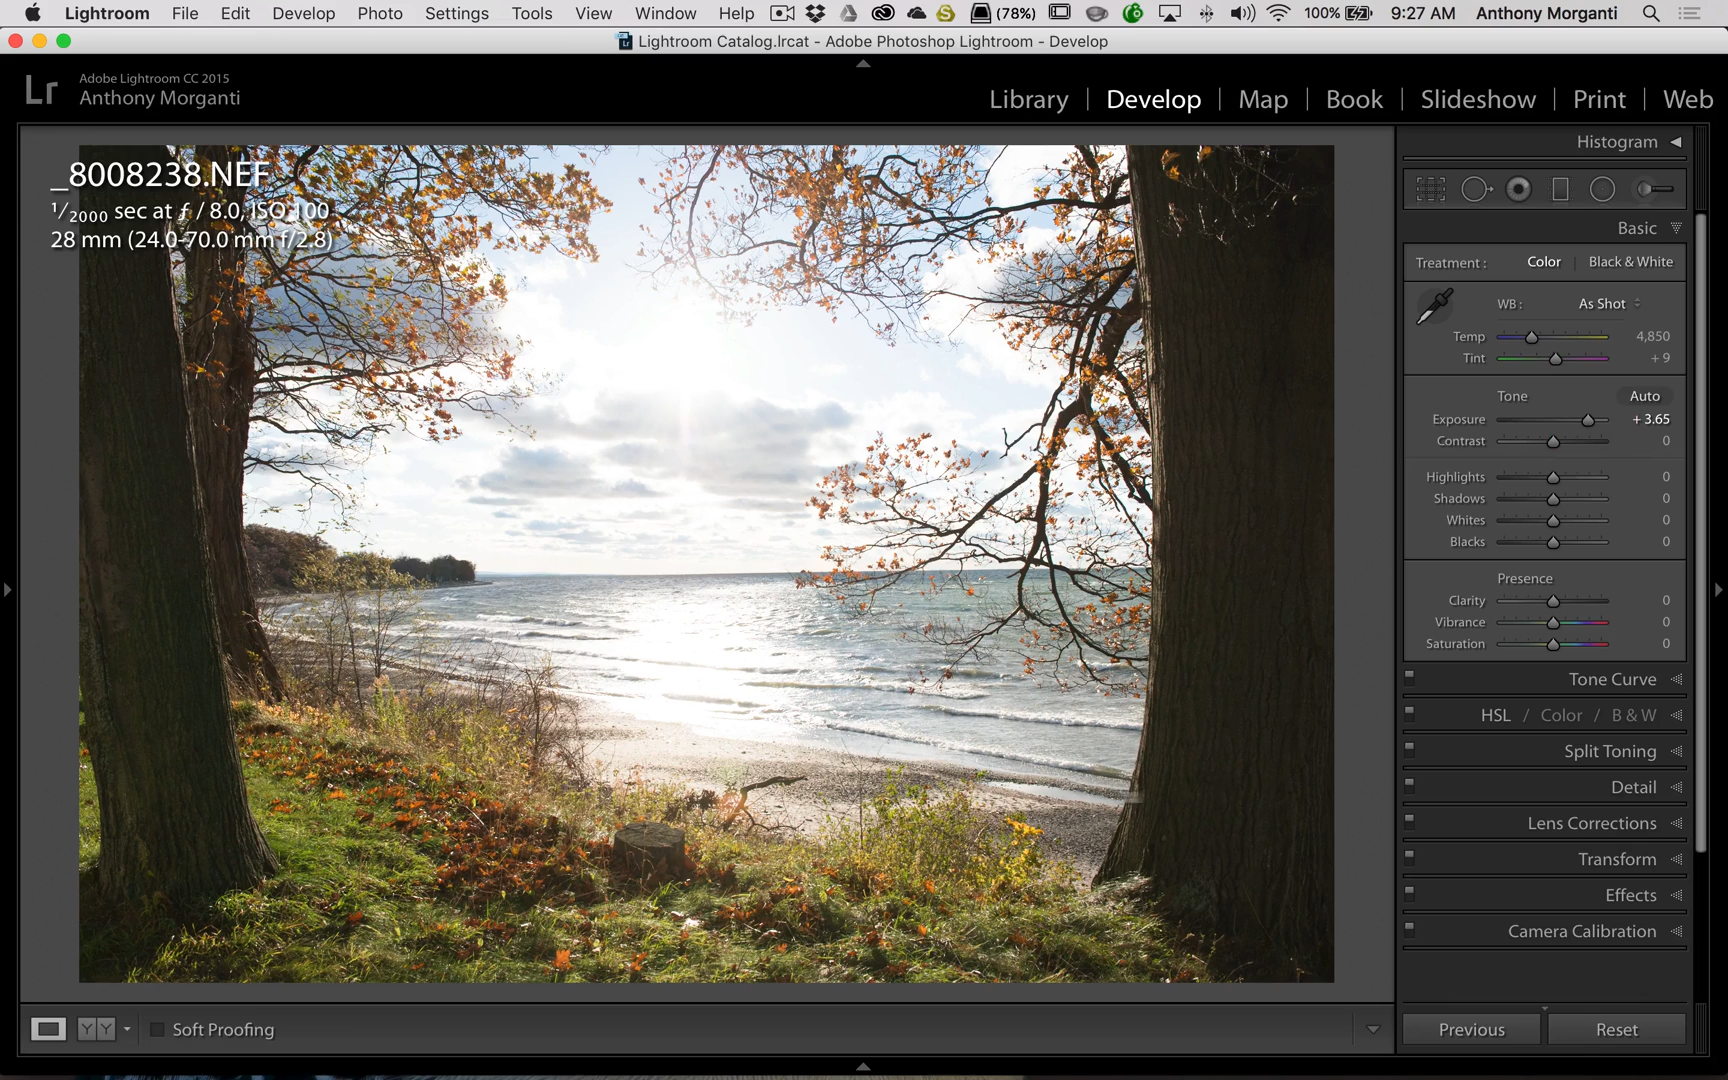 Lightroom File Edit Develop Photo Settings Tools View Window Help (78%) 100% 9:27 AM Anthony Morganti
Lightroom Catalog.lrcat - Adobe Photoshop Lightroom - Develop
Lr
Adobe Lightroom CC 2015
Anthony Morganti
Library | Develop | Map | Book | Slideshow | Print | Web
_8008238.NEF
1/2000 sec at ƒ / 8.0, ISO 100
28 mm (24.0-70.0 mm f/2.8)
Histogram
Basic
Treatment : Color Black & White
WB : As Shot
Temp 4,850
Tint + 9
Tone Auto
Exposure + 3.65
Contrast 0
Highlights 0
Shadows 0
Whites 0
Blacks 0
Presence
Clarity 0
Vibrance 0
Saturation 0
Tone Curve
HSL / Color / B & W
Split Toning
Detail
Lens Corrections
Transform
Effects
Camera Calibration
YY Soft Proofing
Previous Reset